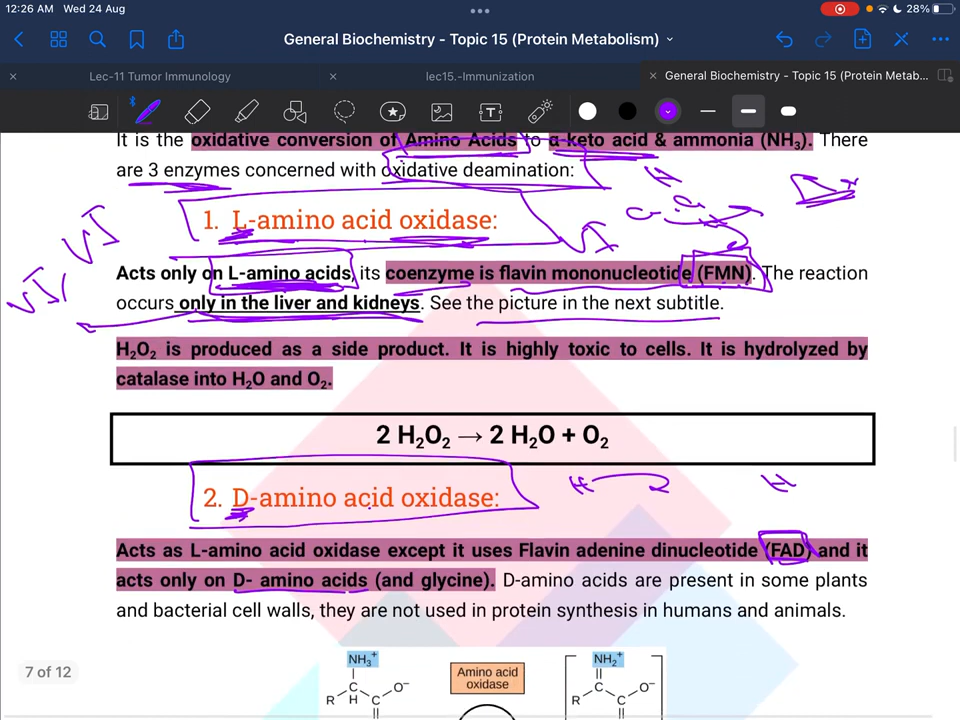 12:26 AM Wed 24 Aug
28%
General Biochemistry - Topic 15 (Protein Metabolism)
Lec-11 Tumor Immunology
lec15.-Immunization
General Biochemistry - Topic 15 (Protein Metab...
It is the oxidative conversion of Amino Acids to α-keto acid & ammonia (NH₃). There
are 3 enzymes concerned with oxidative deamination:
1. L-amino acid oxidase:
Acts only on L-amino acids, its coenzyme is flavin mononucleotide (FMN). The reaction
occurs only in the liver and kidneys. See the picture in the next subtitle.
H₂O₂ is produced as a side product. It is highly toxic to cells. It is hydrolyzed by
catalase into H₂O and O₂.
2 H₂O₂ → 2 H₂O + O₂
2. D-amino acid oxidase:
Acts as L-amino acid oxidase except it uses Flavin adenine dinucleotide (FAD) and it
acts only on D- amino acids (and glycine). D-amino acids are present in some plants
and bacterial cell walls, they are not used in protein synthesis in humans and animals.
7 of 12
NH₃⁺
C
R H C O⁻
Amino acid
oxidase
NH₂⁺
C
R C O⁻